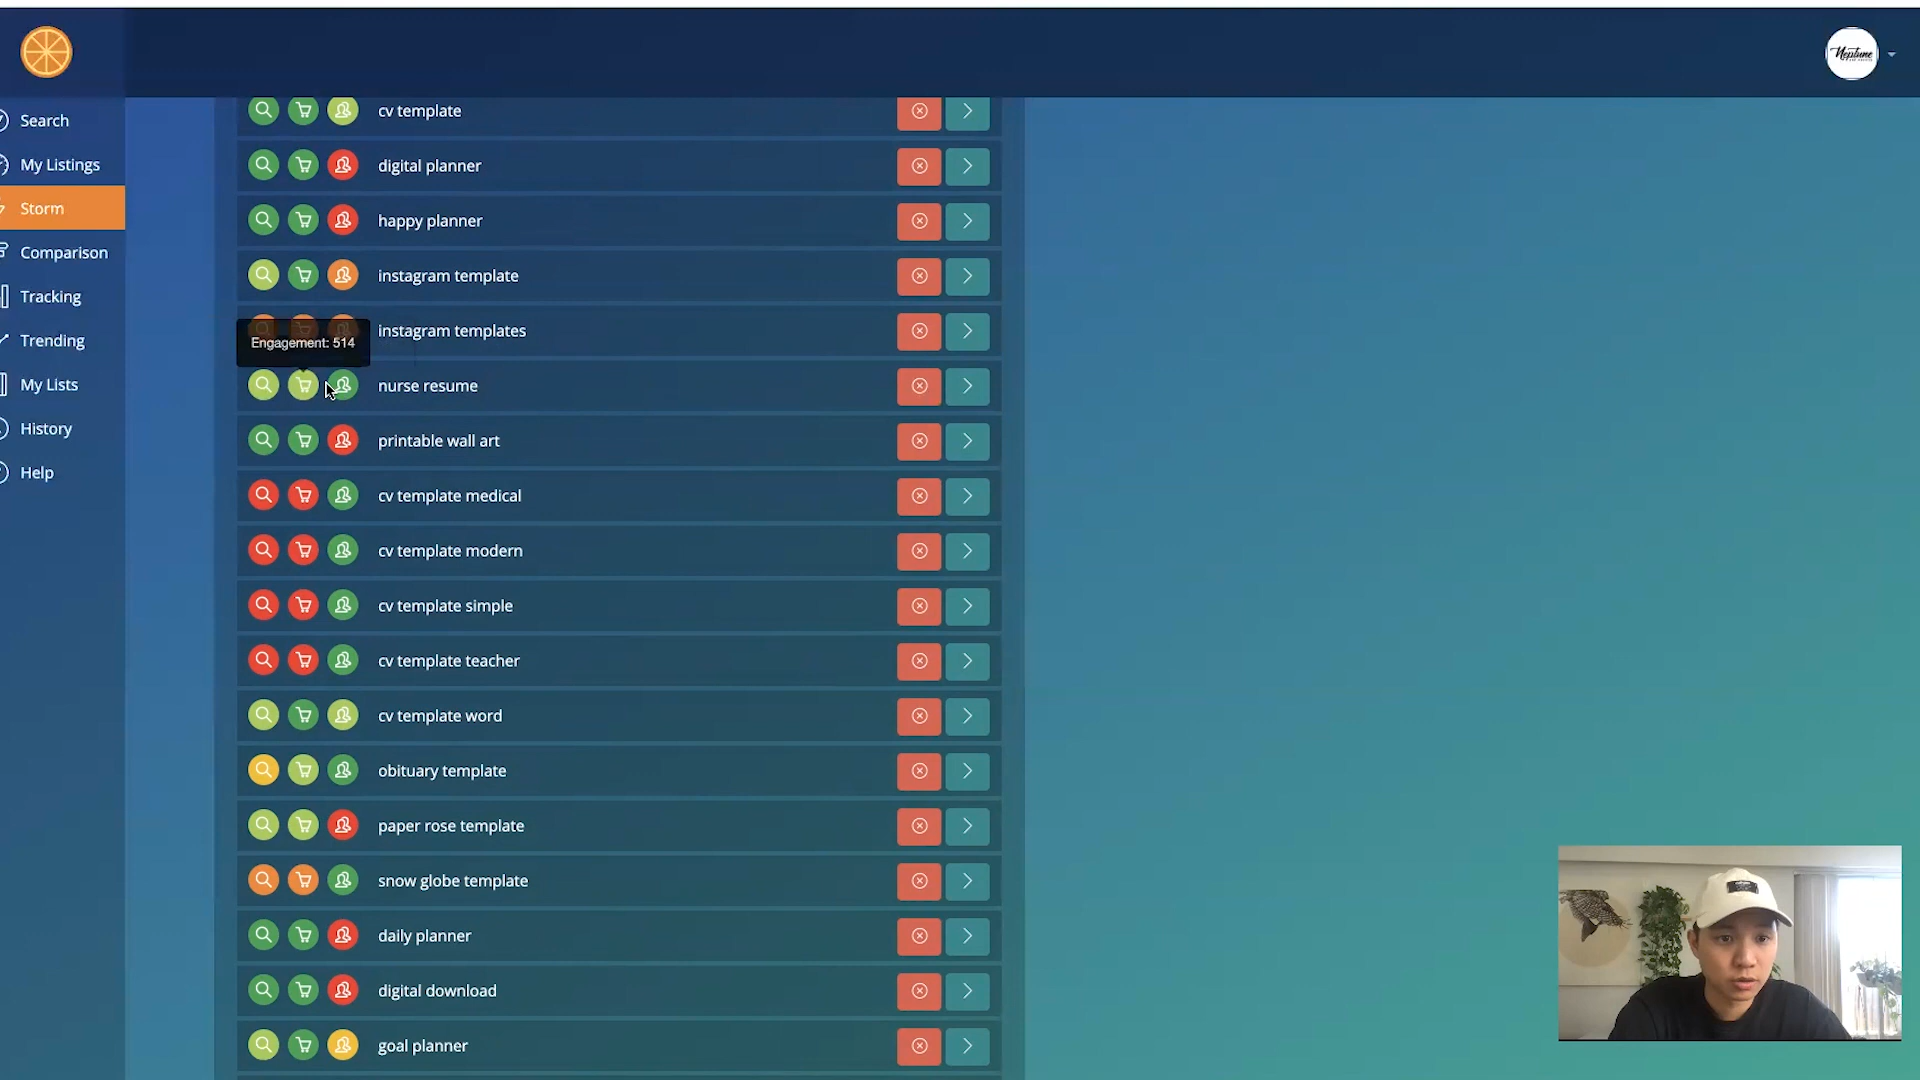 Neptune
Search
My Listings
Storm
Comparison
Tracking
Trending
My Lists
History
Help
cv template
digital planner
happy planner
instagram template
instagram templates
Engagement: 514
nurse resume
printable wall art
cv template medical
cv template modern
cv template simple
cv template teacher
cv template word
obituary template
paper rose template
snow globe template
daily planner
digital download
goal planner